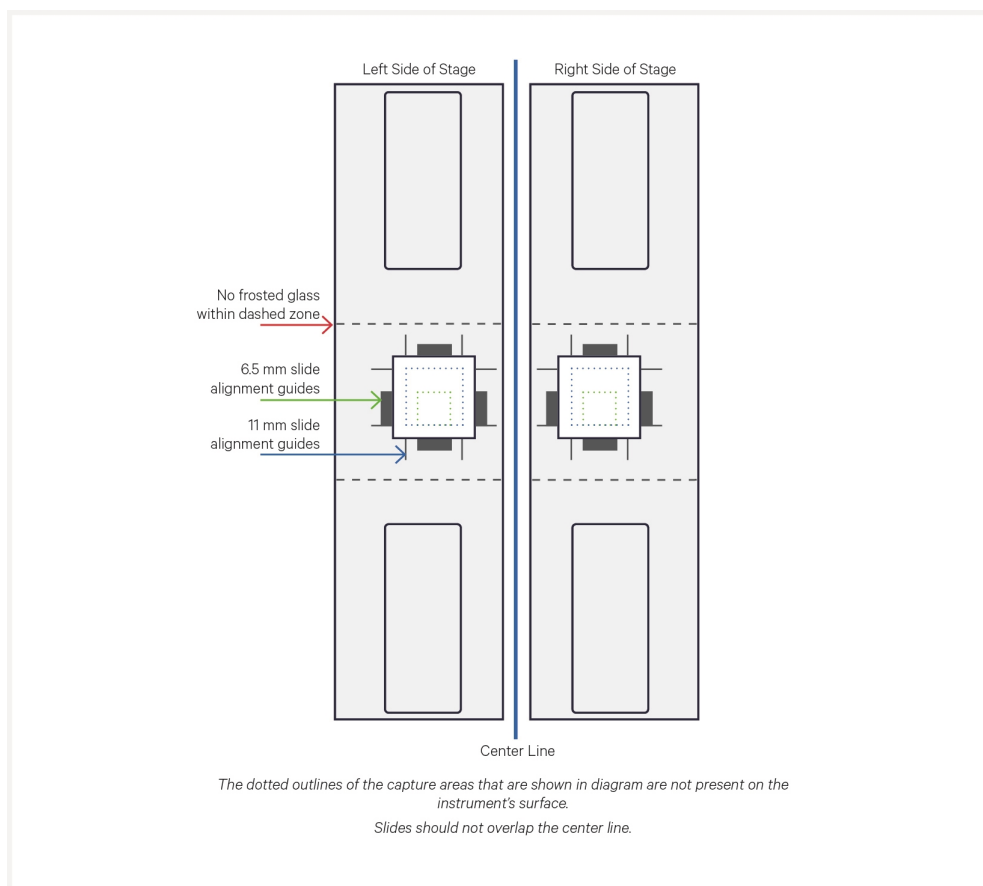 Left Side of Stage
Right Side of Stage
No frosted glass
within dashed zone
6.5 mm slide
alignment guides
11 mm slide
alignment guides
Center Line
The dotted outlines of the capture areas that are shown in diagram are not present on the
instrument's surface.
Slides should not overlap the center line.